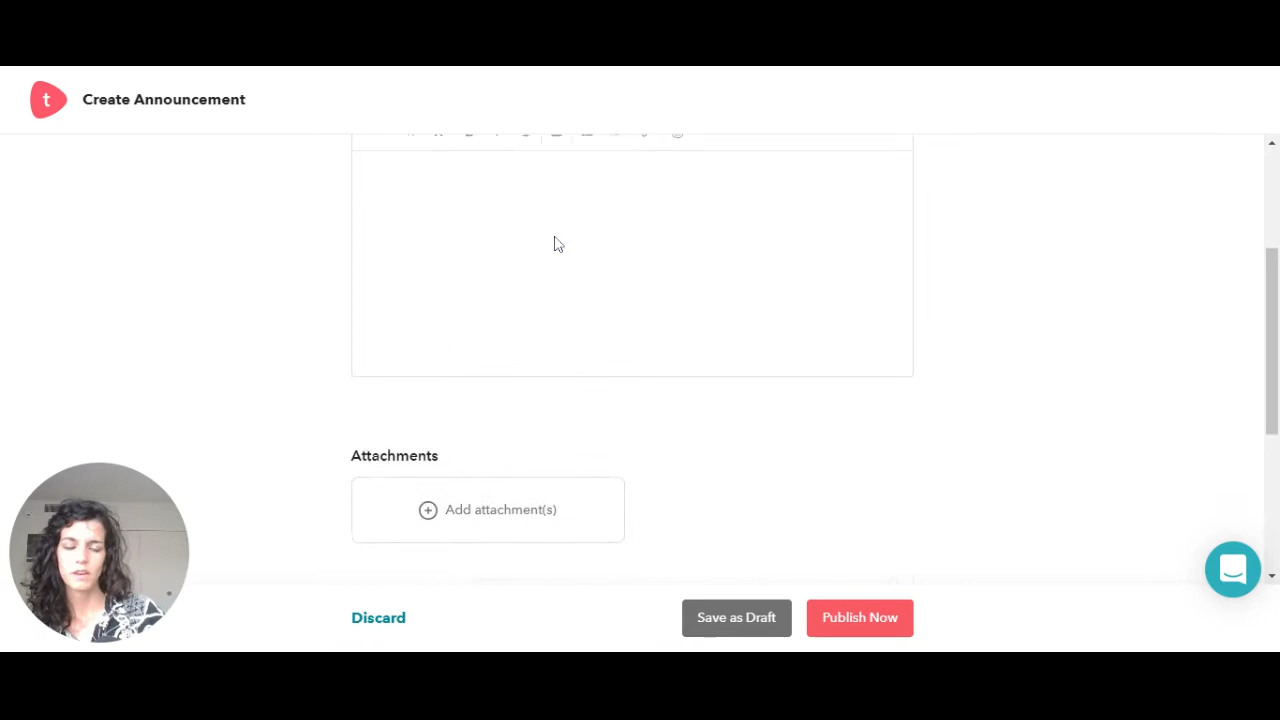 t
Create Announcement
Attachments
Add attachment(s)
Discard
Save as Draft
Publish Now